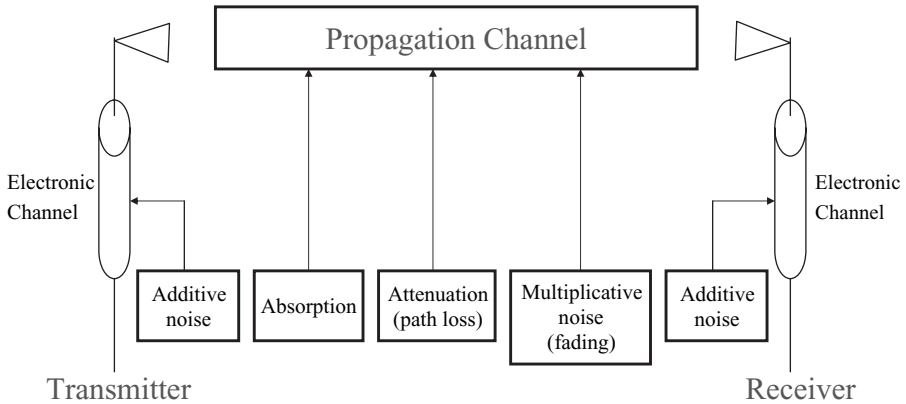 Propagation Channel
Electronic
Channel
Electronic
Channel
Additive
noise
Absorption
Attenuation
(path loss)
Multiplicative
noise
(fading)
Additive
noise
Transmitter
Receiver